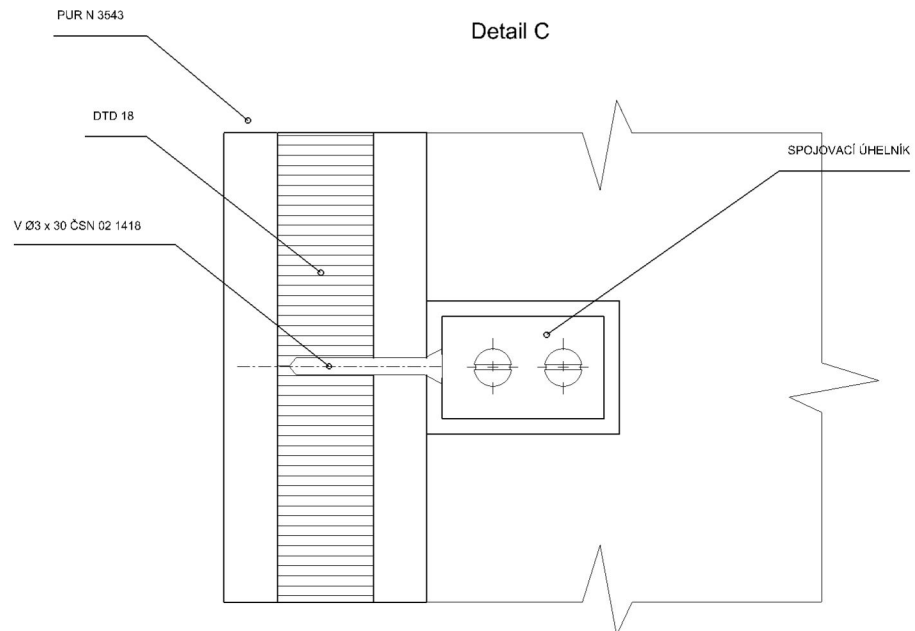 PUR N 3543
Detail C
DTD 18
SPOJOVACÍ ÚHELNÍK
V Ø3 x 30 ČSN 02 1418